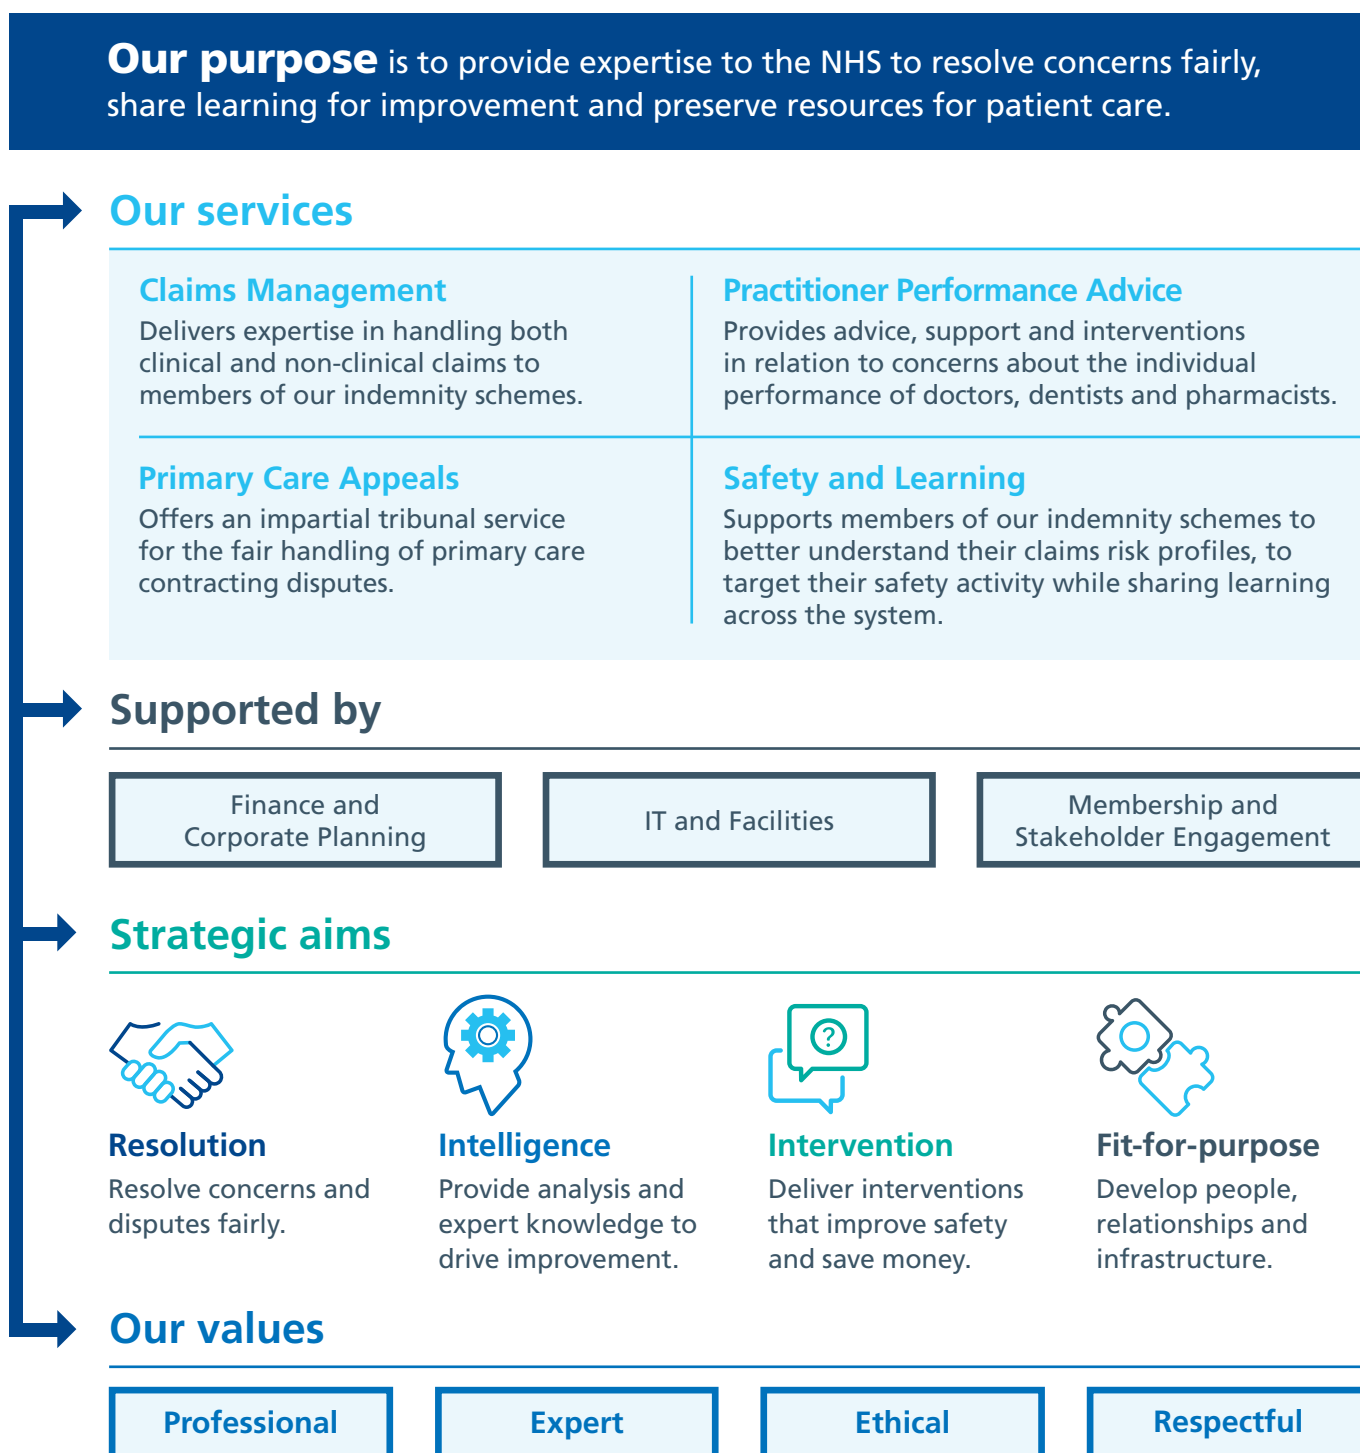 Our purpose is to provide expertise to the NHS to resolve concerns fairly,
share learning for improvement and preserve resources for patient care.
Our services
Claims Management
Delivers expertise in handling both
clinical and non-clinical claims to
members of our indemnity schemes.
Practitioner Performance Advice
Provides advice, support and interventions
in relation to concerns about the individual
performance of doctors, dentists and pharmacists.
Primary Care Appeals
Offers an impartial tribunal service
for the fair handling of primary care
contracting disputes.
Safety and Learning
Supports members of our indemnity schemes to
better understand their claims risk profiles, to
target their safety activity while sharing learning
across the system.
Supported by
Finance and
Corporate Planning
IT and Facilities
Membership and
Stakeholder Engagement
Strategic aims
?
Resolution
Resolve concerns and
disputes fairly.
Intelligence
Provide analysis and
expert knowledge to
drive improvement.
Intervention
Deliver interventions
that improve safety
and save money.
Fit-for-purpose
Develop people,
relationships and
infrastructure.
Our values
Professional
Expert
Ethical
Respectful